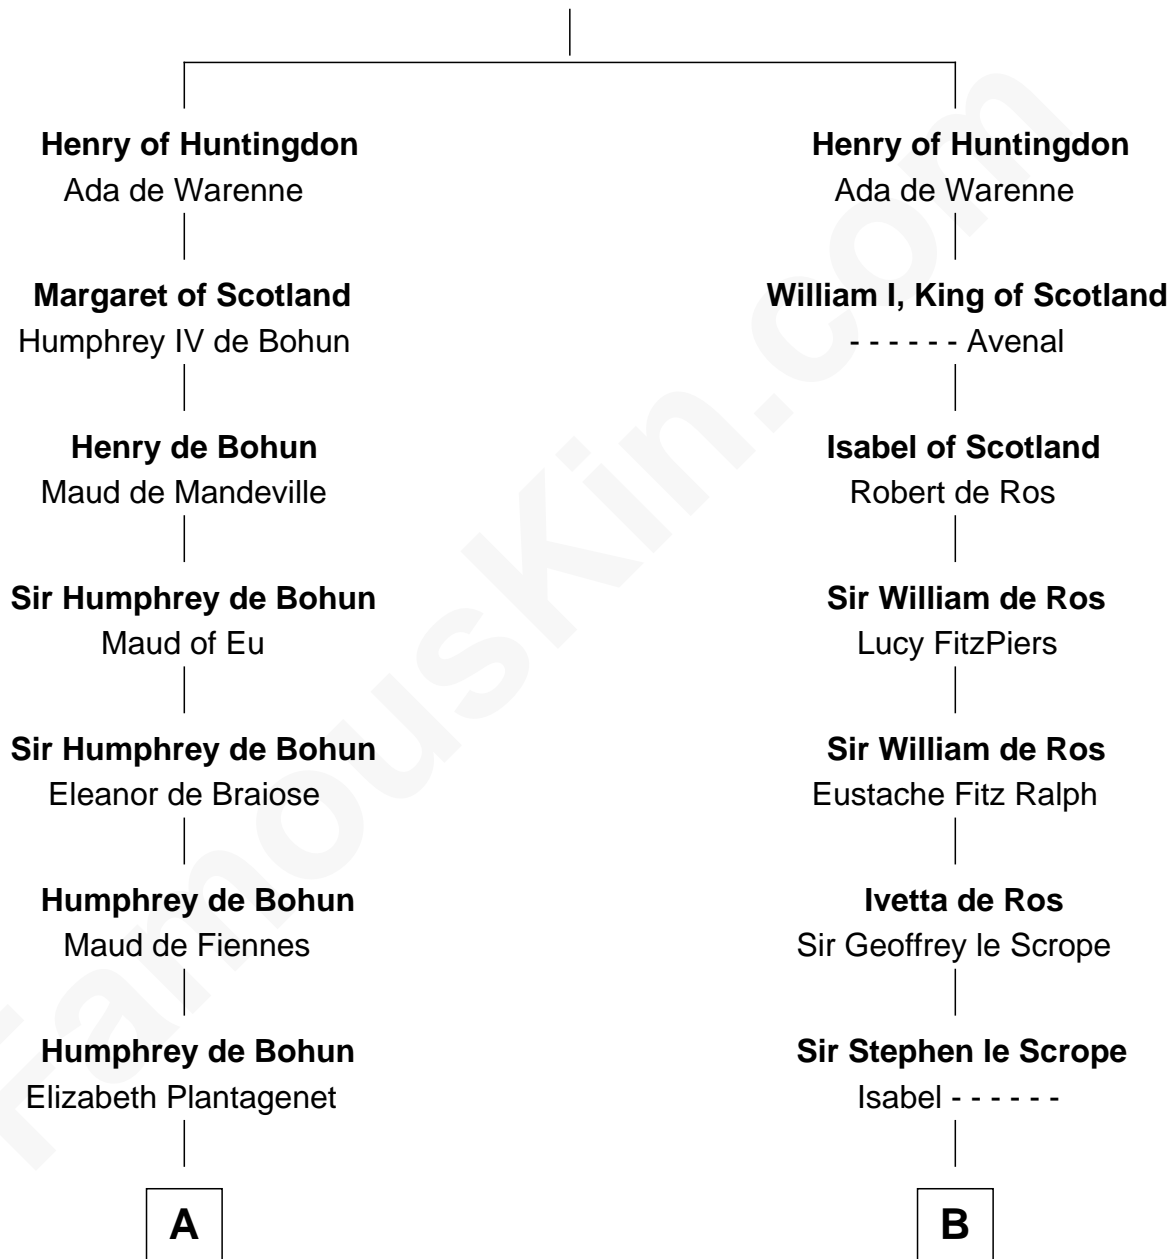 Henry of Huntingdon
Ada de Warenne
Margaret of Scotland
Humphrey IV de Bohun
Henry de Bohun
Maud de Mandeville
Sir Humphrey de Bohun
Maud of Eu
Sir Humphrey de Bohun
Eleanor de Braiose
Humphrey de Bohun
Maud de Fiennes
Humphrey de Bohun
Elizabeth Plantagenet
A
Henry of Huntingdon
Ada de Warenne
William I, King of Scotland
- - - - - - Avenal
Isabel of Scotland
Robert de Ros
Sir William de Ros
Lucy FitzPiers
Sir William de Ros
Eustache Fitz Ralph
Ivetta de Ros
Sir Geoffrey le Scrope
Sir Stephen le Scrope
Isabel - - - - - -
B
FamousKin.com